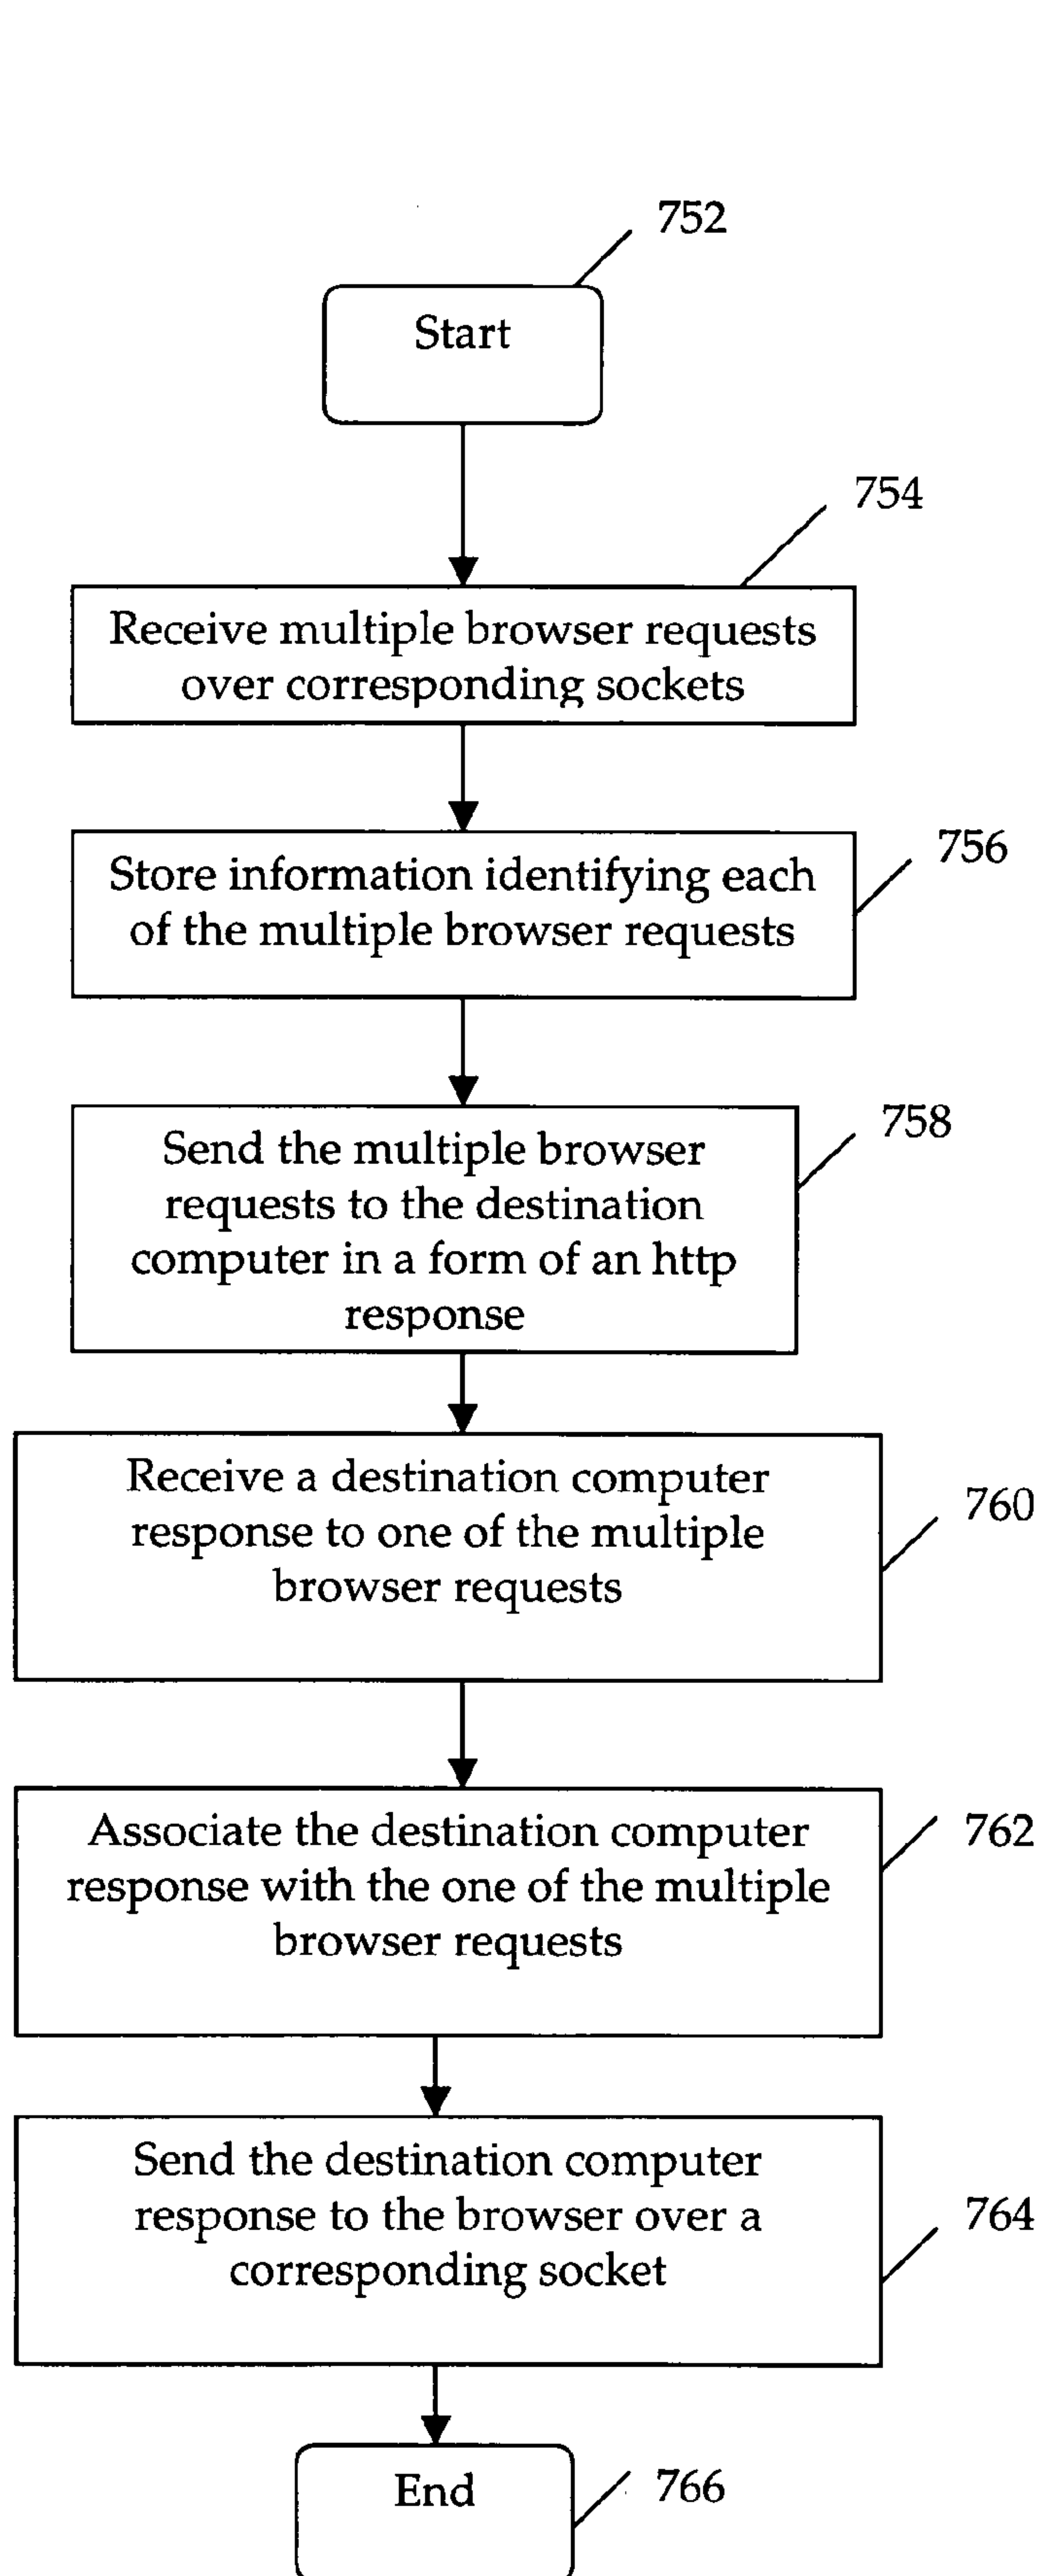 752
Start
754
Receive multiple browser requests
over corresponding sockets
756
Store information identifying each
of the multiple browser requests
758
Send the multiple browser
requests to the destination
computer in a form of an http
response
760
Receive a destination computer
response to one of the multiple
browser requests
762
Associate the destination computer
response with the one of the multiple
browser requests
764
Send the destination computer
response to the browser over a
corresponding socket
End
766